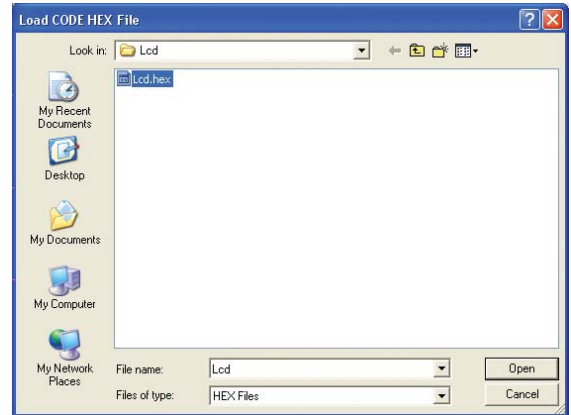 Load CODE HEX File
Look in: Lcd
Lcd.hex
My Recent
Documents
Desktop
My Documents
My Computer
My Network
Places
File name: Lcd Open
Files of type: HEX Files Cancel